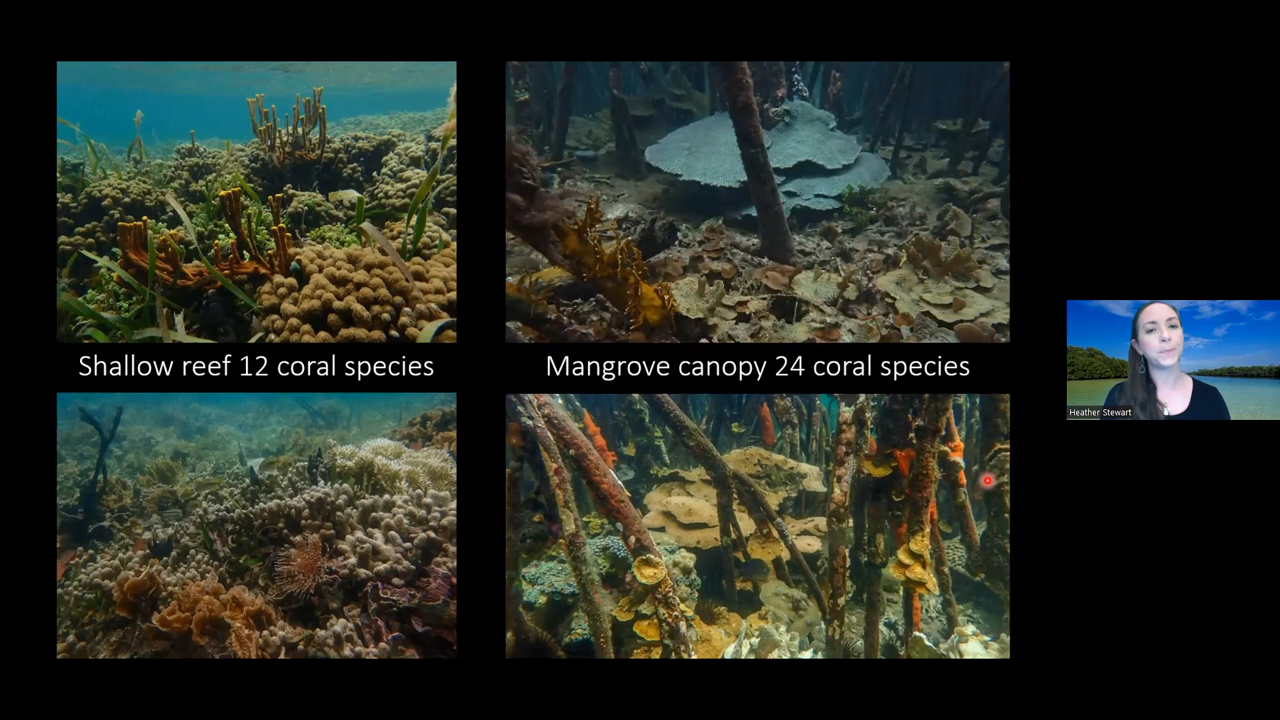 Shallow reef 12 coral species
Mangrove canopy 24 coral species
Heather Stewart